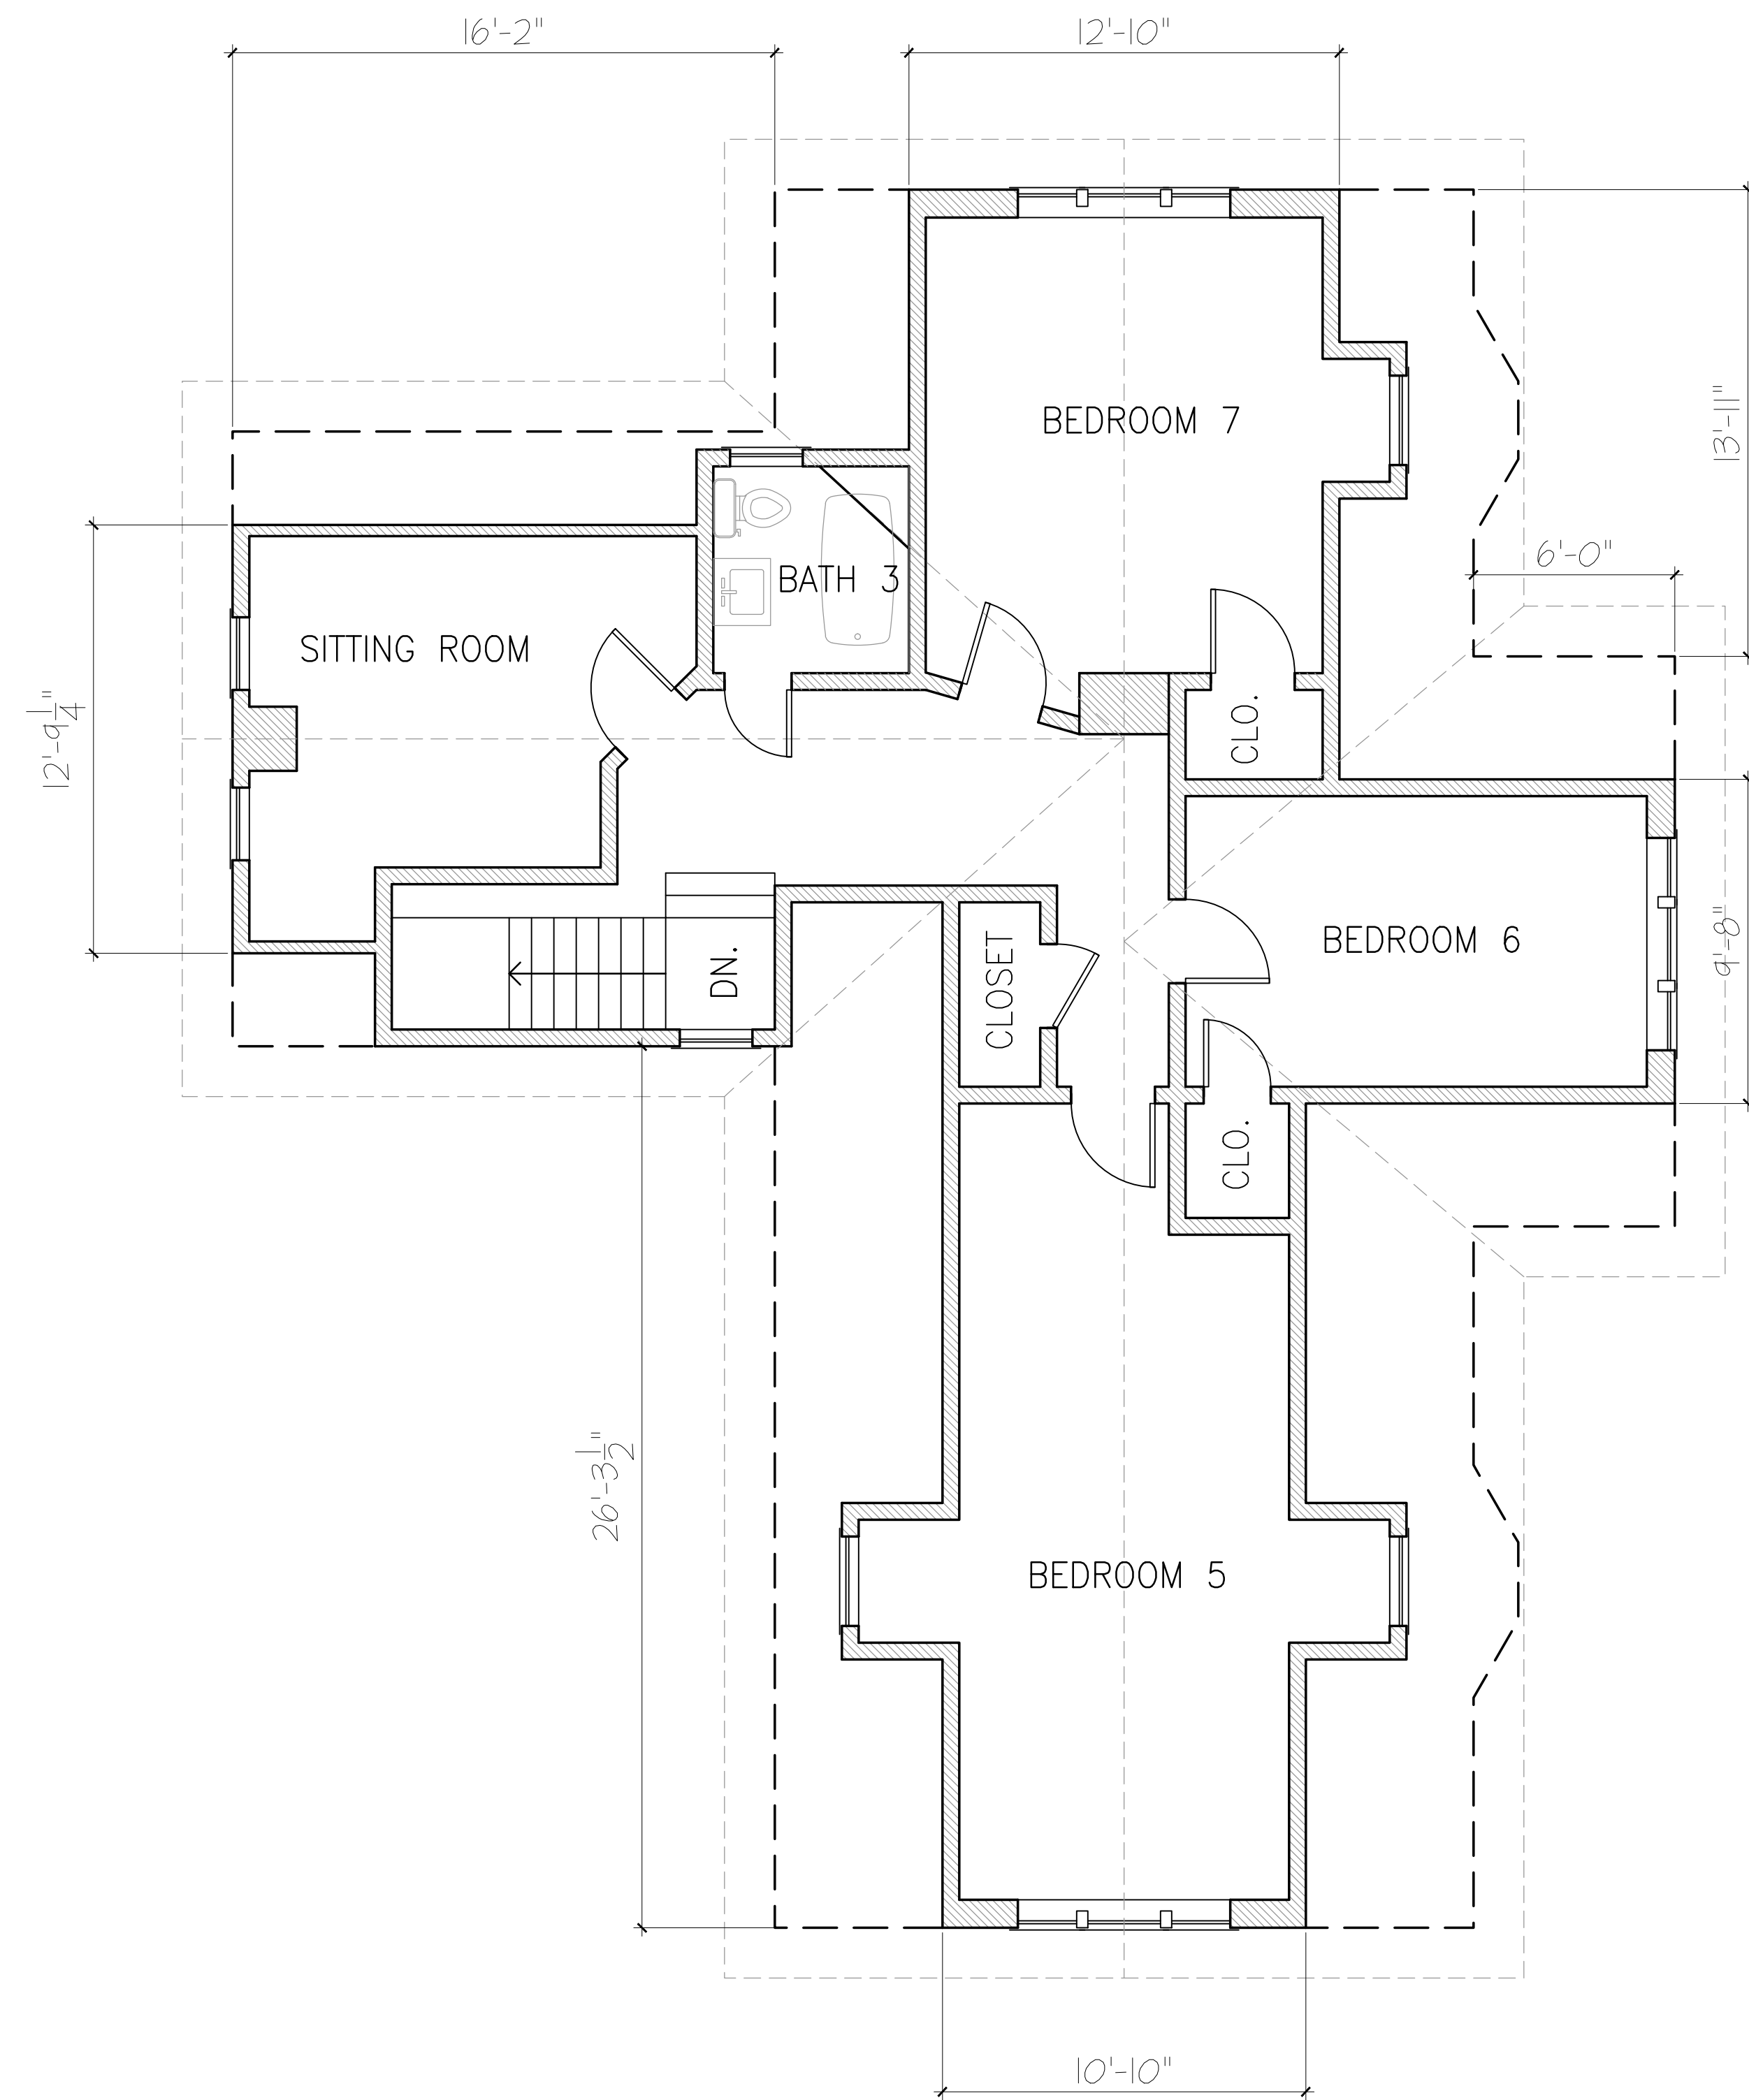 16'-2"
12'-10"
13'-11"
BEDROOM 7
6'-0"
BATH 3
SITTING ROOM
12'-9 1/4"
CLO.
BEDROOM 6
9'-8"
DN.
CLOSET
CLO.
26'-3 1/2"
BEDROOM 5
10'-10"